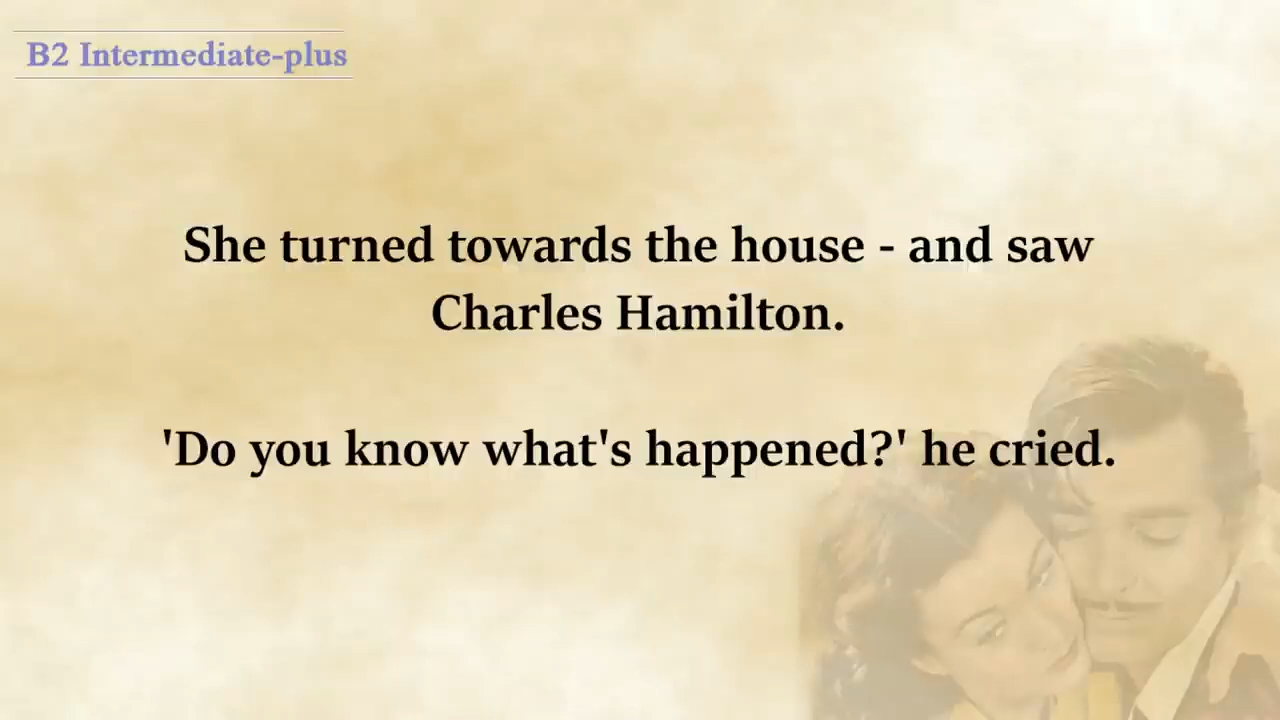 B2 Intermediate-plus
She turned towards the house - and saw
Charles Hamilton.
'Do you know what's happened?' he cried.